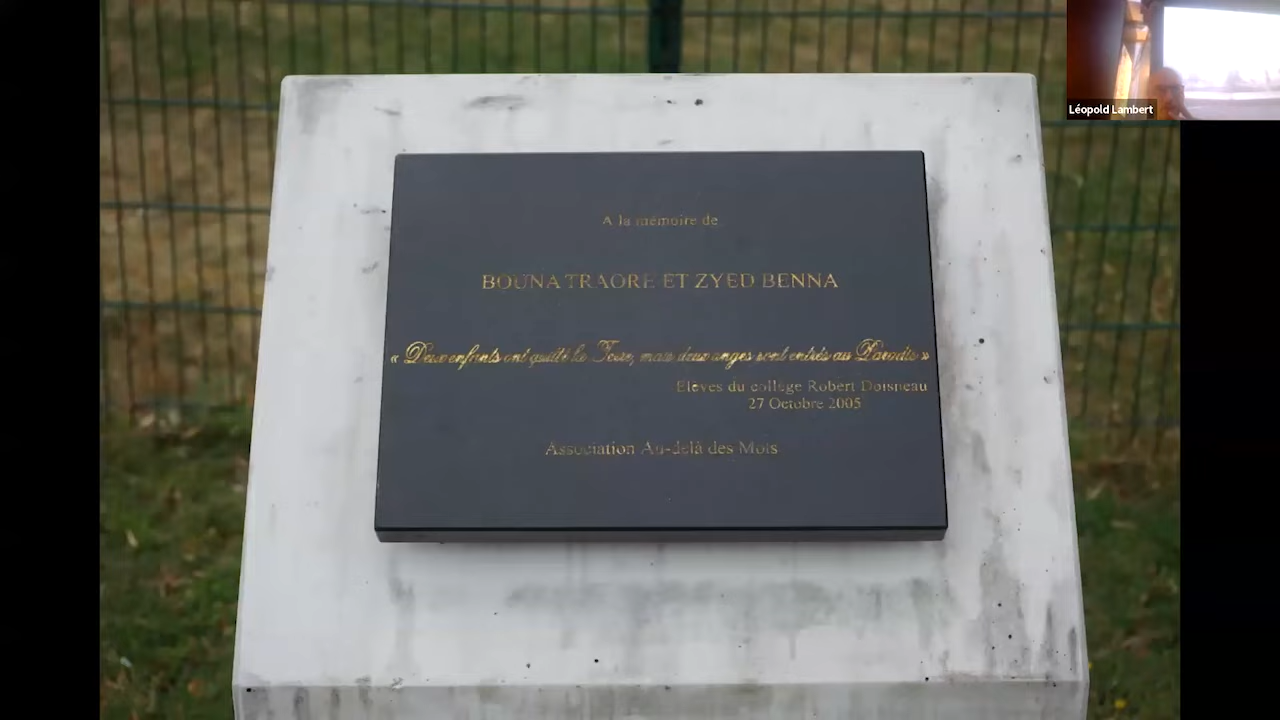 Léopold Lambert
A la mémoire de
BOUNA TRAORE ET ZYED BENNA
« Deux enfants ont quitté la Terre, mais deux anges sont entrés au Paradis »
Elèves du collège Robert Doisneau
27 Octobre 2005
Association Au-delà des Mots